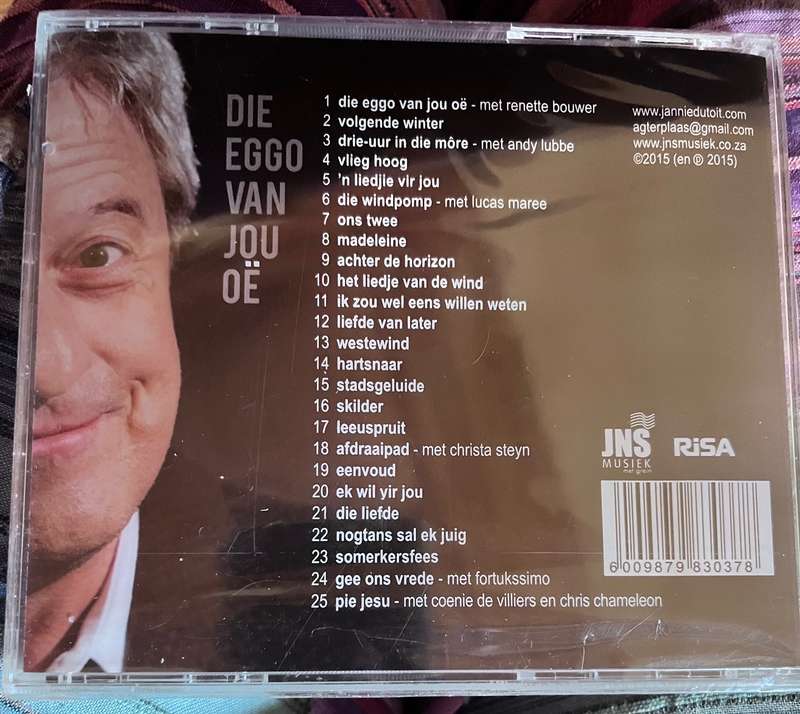 DIE
EGGO
VAN
JOU
OË
1 die eggo van jou oë - met renette bouwer
2 volgende winter
3 drie-uur in die môre - met andy lubbe
4 vlieg hoog
5 'n liedjie vir jou
6 die windpomp - met lucas maree
7 ons twee
8 madeleine
9 achter de horizon
10 het liedje van de wind
11 ik zou wel eens willen weten
12 liefde van later
13 westewind
14 hartsnaar
15 stadsgeluide
16 skilder
17 leeuspruit
18 afdraaipad - met christa steyn
19 eenvoud
20 ek wil yir jou
21 die liefde
22 nogtans sal ek juig
23 somerkersfees
24 gee ons vrede - met fortukssimo
25 pie jesu - met coenie de villiers en chris chameleon
www.janniedutoit.com
agterplaas@gmail.com
www.jnsmusiek.co.za
©2015 (en ℗ 2015)
JNS
MUSIEK
met grein
RiSA
6009879 830378